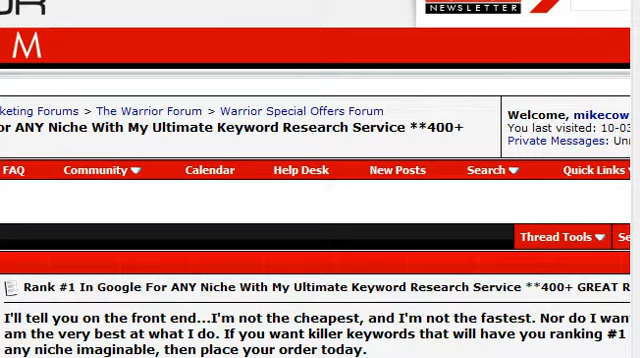 NEWSLETTER
M
keting Forums > The Warrior Forum > Warrior Special Offers Forum
or ANY Niche With My Ultimate Keyword Research Service **400+
Welcome, mikecow
You last visited: 10-03
Private Messages: Un
FAQ Community Calendar Help Desk New Posts Search Quick Links
Thread Tools Se
Rank #1 In Google For ANY Niche With My Ultimate Keyword Research Service **400+ GREAT R
I'll tell you on the front end...I'm not the cheapest, and I'm not the fastest. Nor do I wan
am the very best at what I do. If you want killer keywords that will have you ranking #1
any niche imaginable, then place your order today.